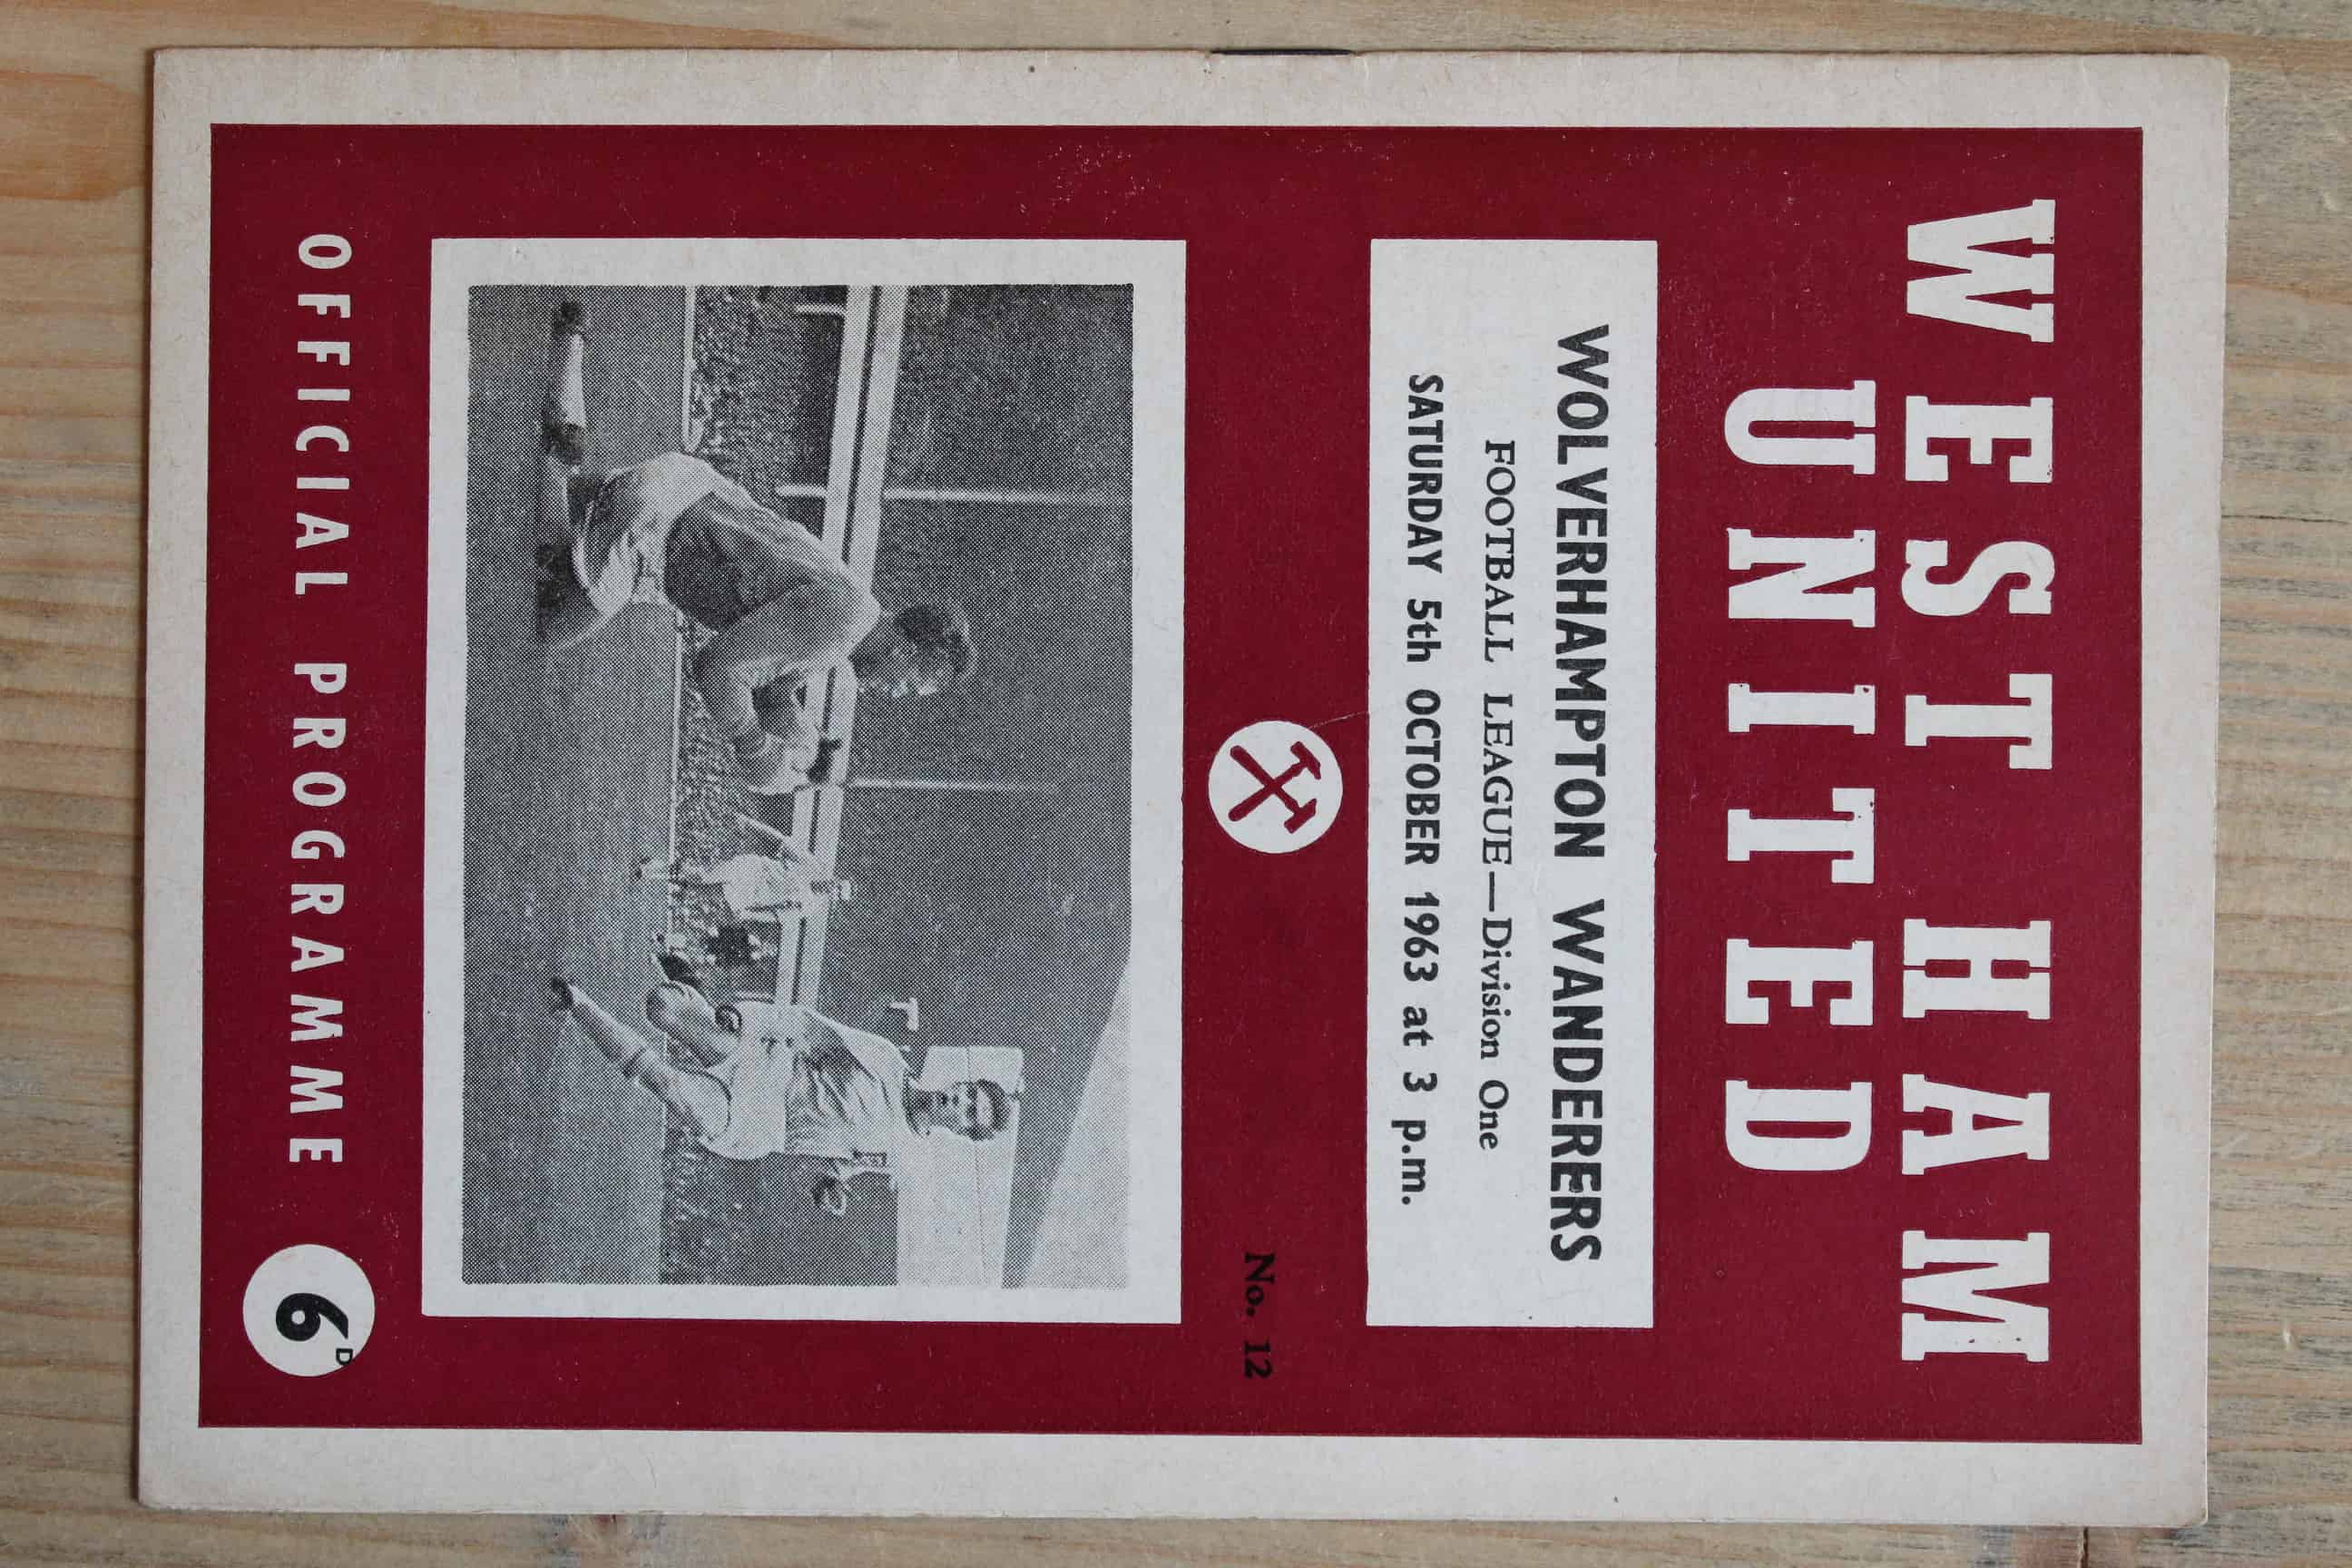 WEST HAM
UNITED
WOLVERHAMPTON WANDERERS
FOOTBALL LEAGUE—Division One
SATURDAY 5th OCTOBER 1963 at 3 p.m.
No. 12
OFFICIAL PROGRAMME 6D